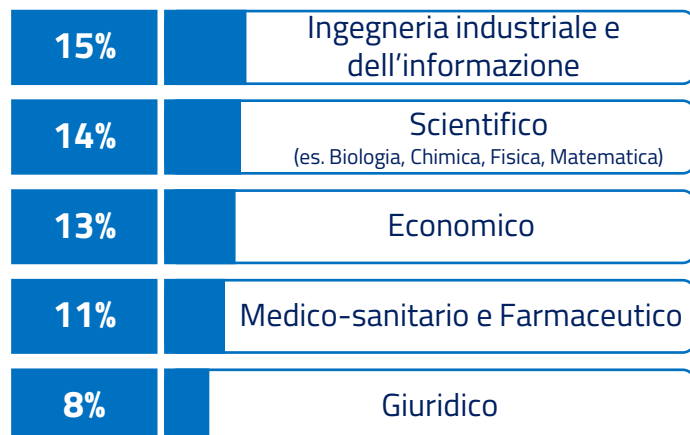 15%
Ingegneria industriale e
dell'informazione
14%
Scientifico
(es. Biologia, Chimica, Fisica, Matematica)
13%
Economico
11%
Medico-sanitario e Farmaceutico
8%
Giuridico